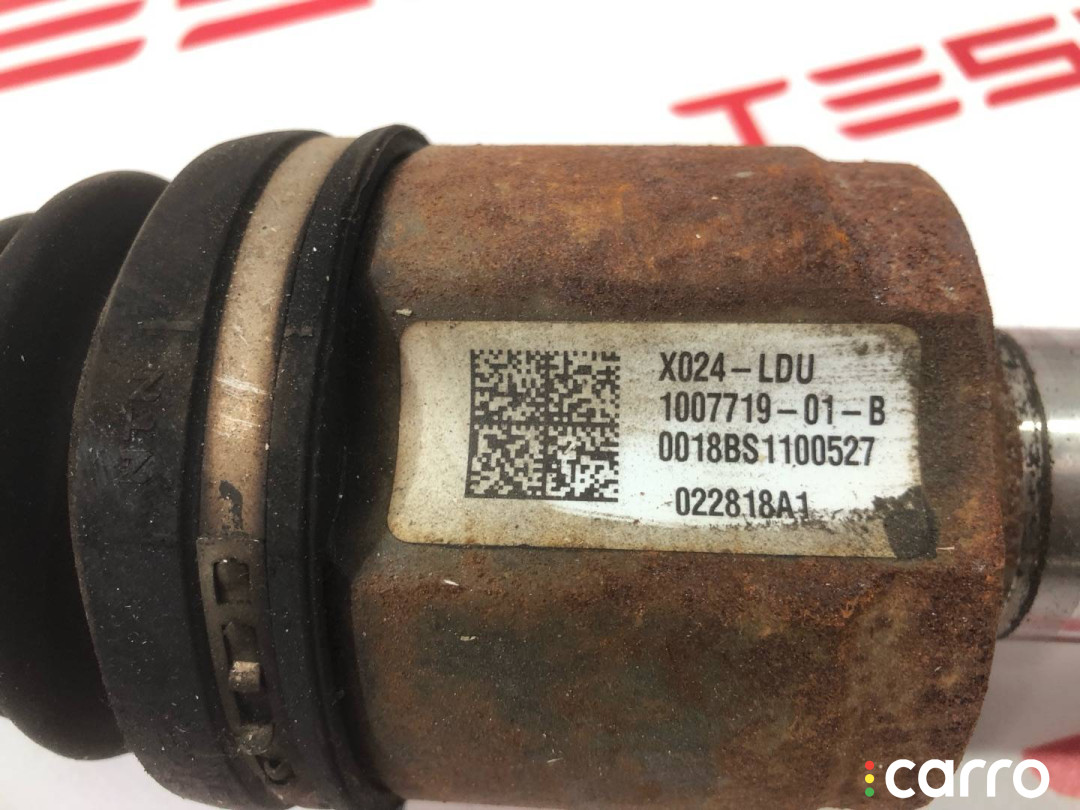 TES
X024-LDU
1007719-01-B
0018BS1100527
022818A1
carro